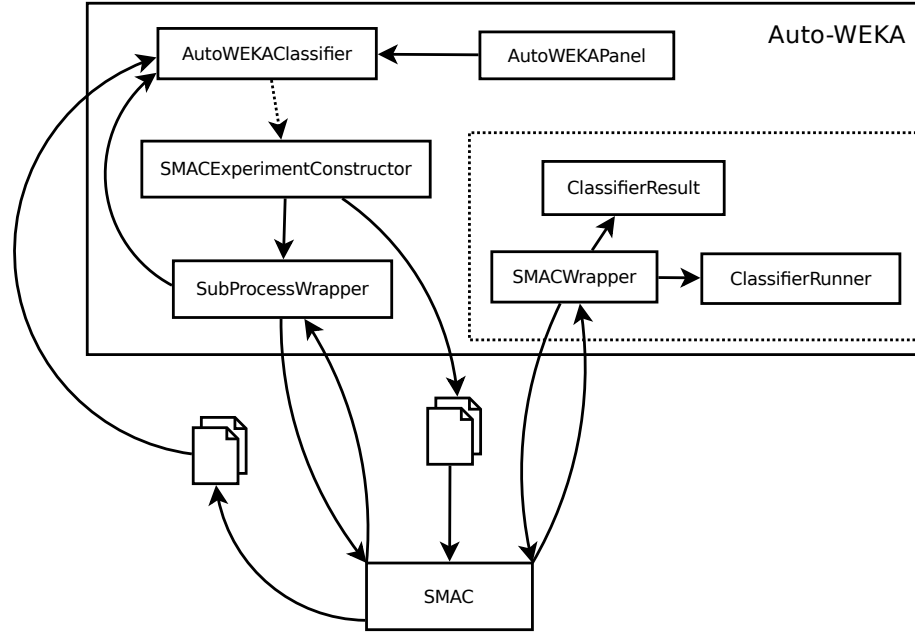 Auto-WEKA
AutoWEKAClassifier
AutoWEKAPanel
SMACExperimentConstructor
ClassifierResult
SubProcessWrapper
SMACWrapper
ClassifierRunner
SMAC